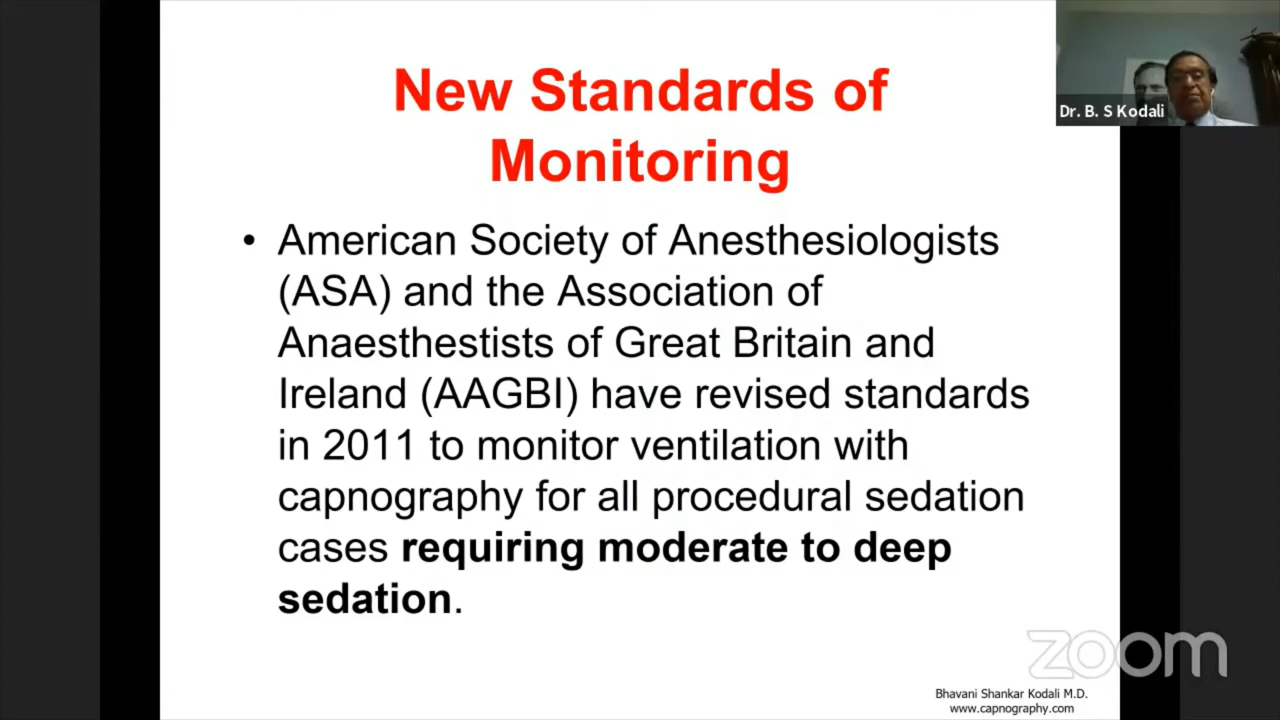 New Standards of
Monitoring
Dr. B. S Kodali
• American Society of Anesthesiologists
(ASA) and the Association of
Anaesthestists of Great Britain and
Ireland (AAGBI) have revised standards
in 2011 to monitor ventilation with
capnography for all procedural sedation
cases requiring moderate to deep
sedation.
zoom
Bhavani Shankar Kodali M.D.
www.capnography.com